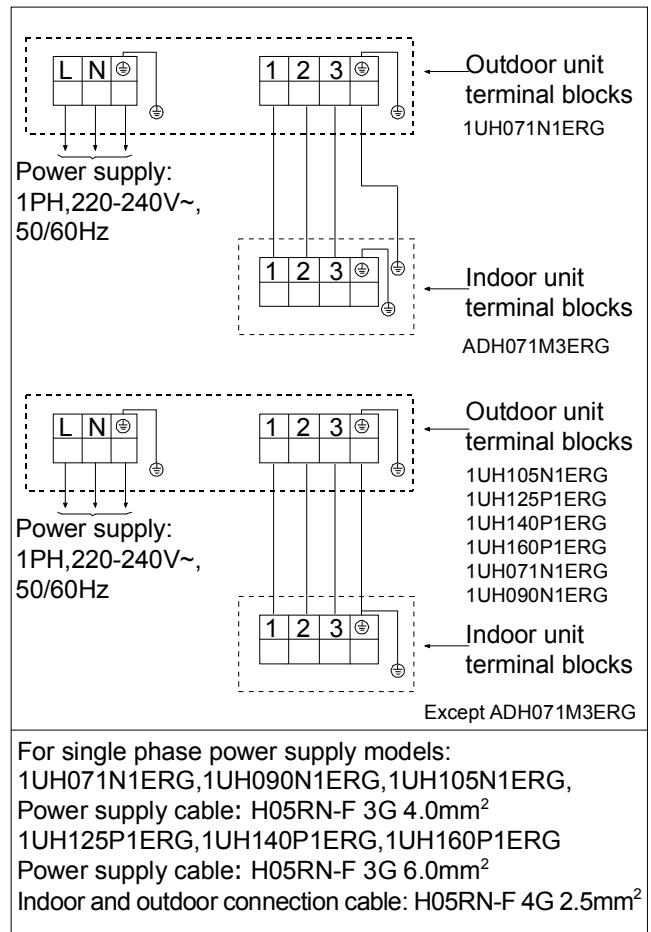 L N ⏚ 1 2 3 ⏚
Outdoor unit
terminal blocks
1UH071N1ERG
Power supply:
1PH,220-240V~,
50/60Hz
1 2 3 ⏚
Indoor unit
terminal blocks
ADH071M3ERG
L N ⏚ 1 2 3 ⏚
Outdoor unit
terminal blocks
1UH105N1ERG
1UH125P1ERG
1UH140P1ERG
1UH160P1ERG
1UH071N1ERG
1UH090N1ERG
Power supply:
1PH,220-240V~,
50/60Hz
1 2 3 ⏚
Indoor unit
terminal blocks
Except ADH071M3ERG
For single phase power supply models:
1UH071N1ERG,1UH090N1ERG,1UH105N1ERG,
Power supply cable: H05RN-F 3G 4.0mm²
1UH125P1ERG,1UH140P1ERG,1UH160P1ERG
Power supply cable: H05RN-F 3G 6.0mm²
Indoor and outdoor connection cable: H05RN-F 4G 2.5mm²